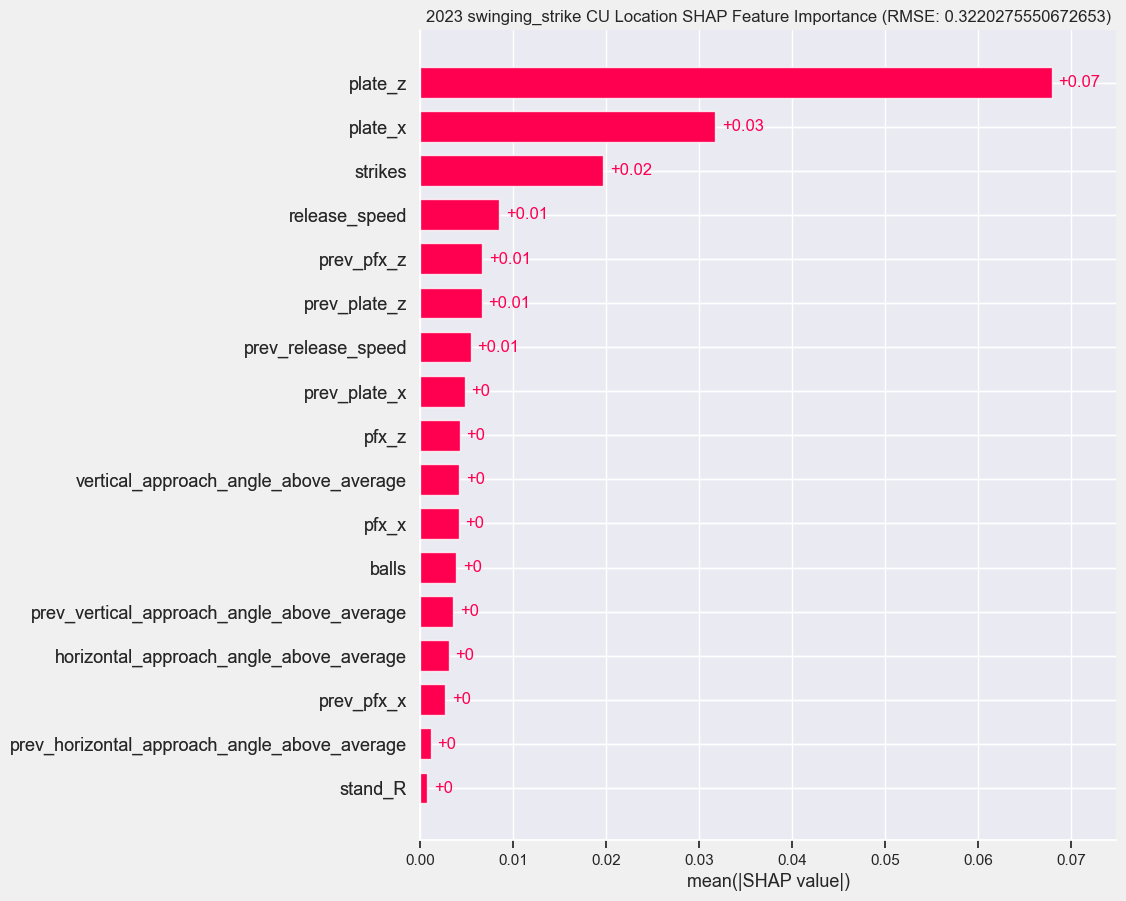 2023 swinging_strike CU Location SHAP Feature Importance (RMSE: 0.3220275550672653)
plate_z +0.07
plate_x +0.03
strikes +0.02
release_speed +0.01
prev_pfx_z +0.01
prev_plate_z +0.01
prev_release_speed +0.01
prev_plate_x +0
pfx_z +0
vertical_approach_angle_above_average +0
pfx_x +0
balls +0
prev_vertical_approach_angle_above_average +0
horizontal_approach_angle_above_average +0
prev_pfx_x +0
prev_horizontal_approach_angle_above_average +0
stand_R +0
0.00 0.01 0.02 0.03 0.04 0.05 0.06 0.07
mean(|SHAP value|)